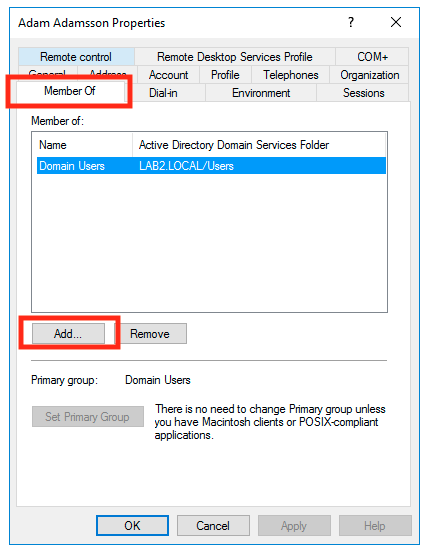 Adam Adamsson Properties
?
Remote control Remote Desktop Services Profile COM+
General Address Account Profile Telephones Organization
Member Of Dial-in Environment Sessions
Member of:
Name Active Directory Domain Services Folder
Domain Users LAB2.LOCAL/Users
Add... Remove
Primary group: Domain Users
Set Primary Group
There is no need to change Primary group unless
you have Macintosh clients or POSIX-compliant
applications.
OK Cancel Apply Help